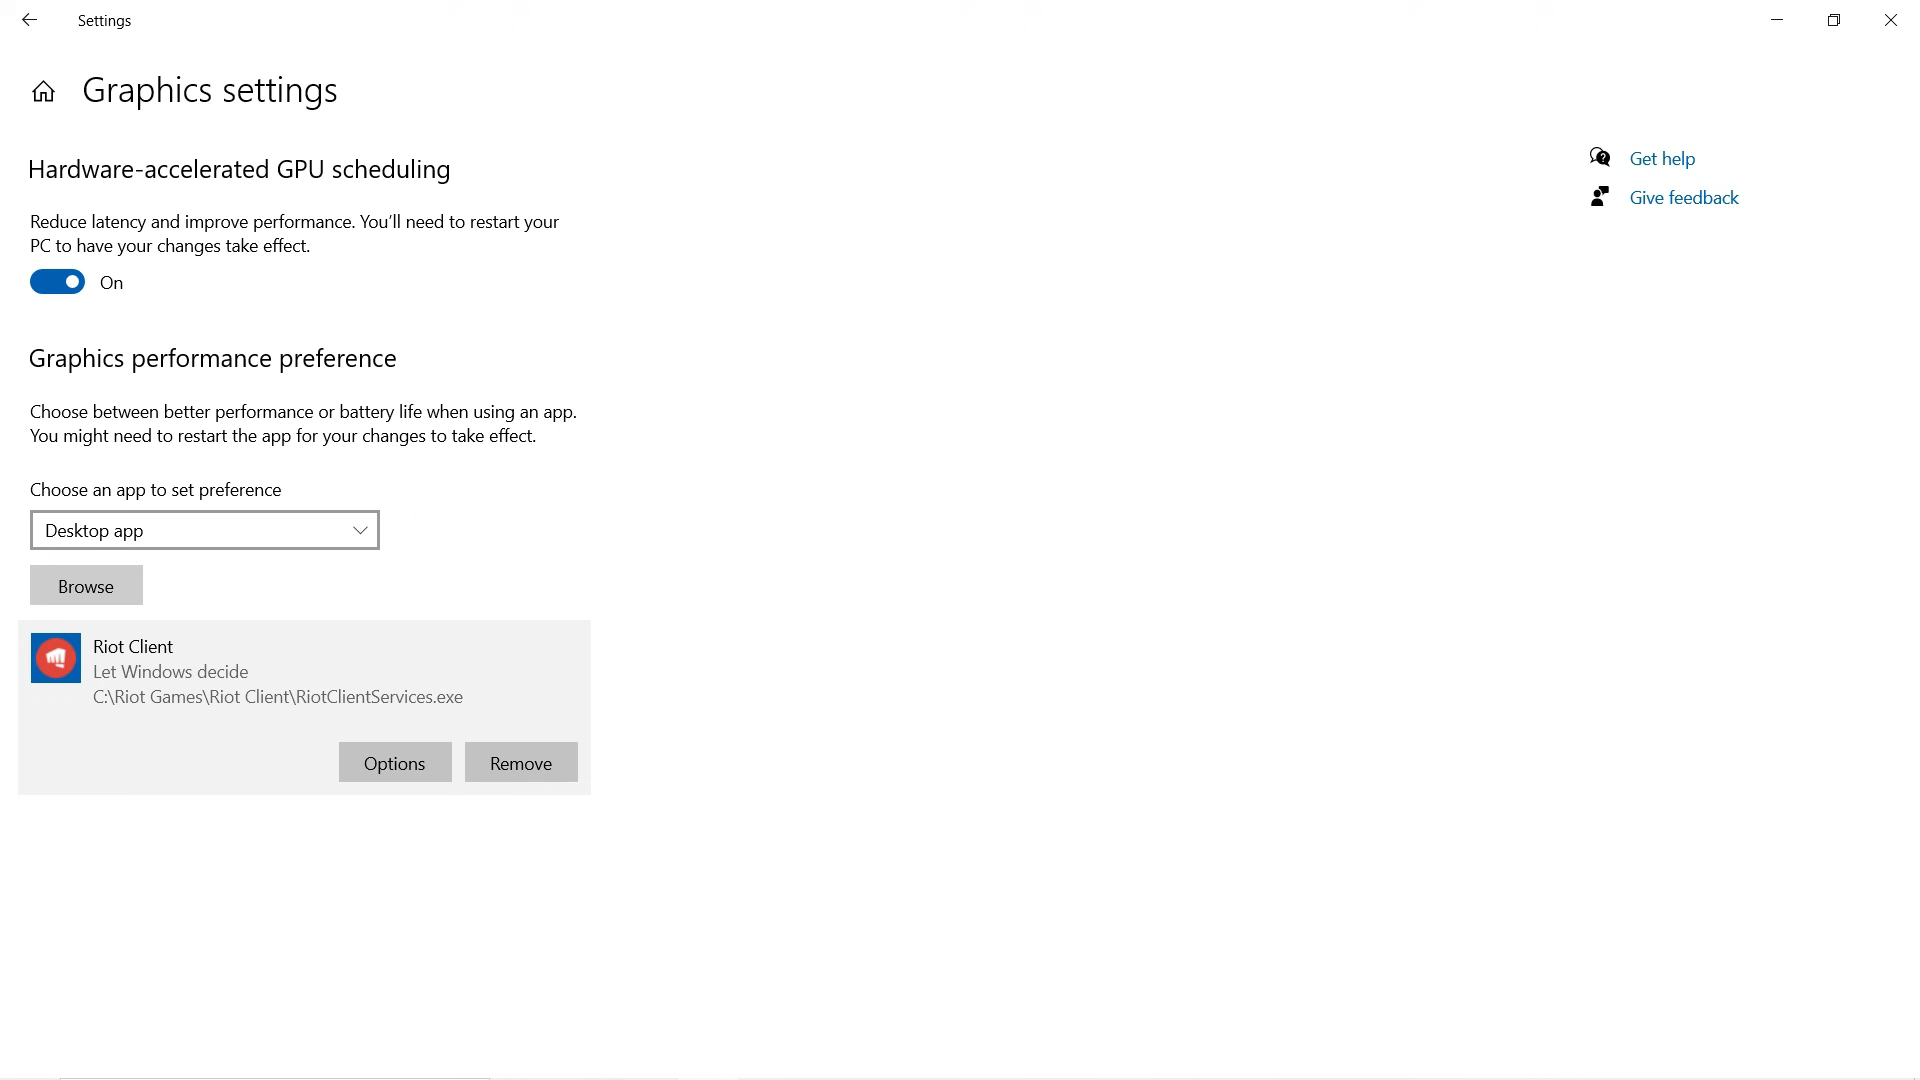 Settings
Graphics settings
Hardware-accelerated GPU scheduling
Reduce latency and improve performance. You'll need to restart your
PC to have your changes take effect.
On
Graphics performance preference
Choose between better performance or battery life when using an app.
You might need to restart the app for your changes to take effect.
Choose an app to set preference
Desktop app
Browse
Riot Client
Let Windows decide
C:\Riot Games\Riot Client\RiotClientServices.exe
Options
Remove
Get help
Give feedback